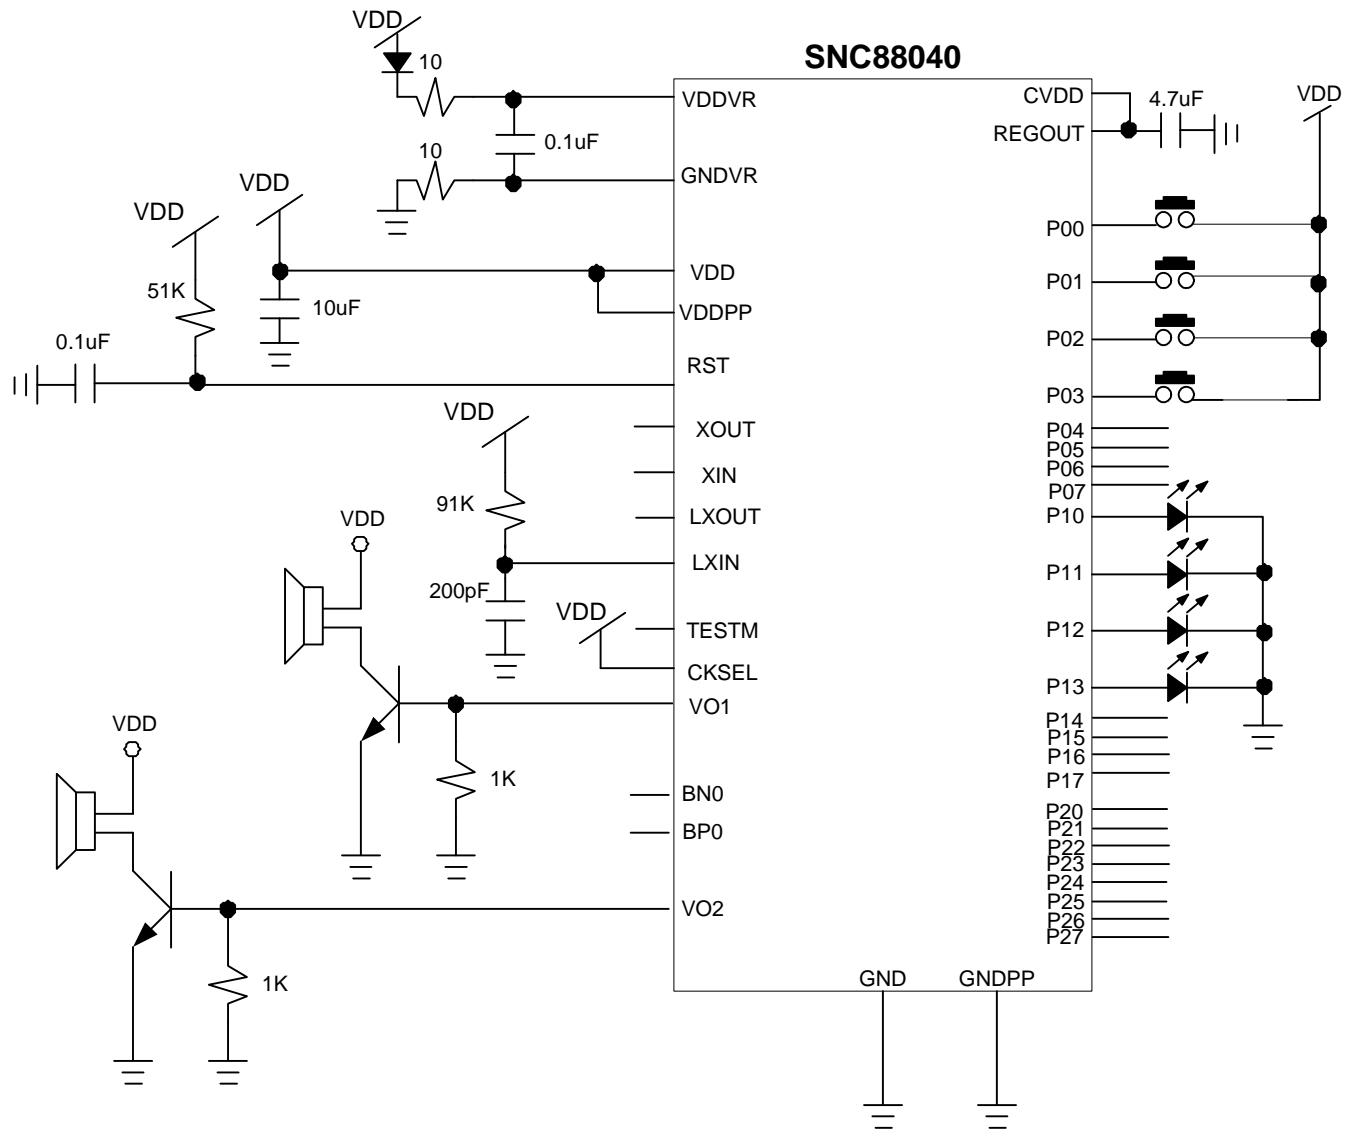 SNC88040
VDD
10
VDDVR
0.1uF
10
GNDVR
VDD
VDD
51K
10uF
0.1uF
VDD
VDDPP
RST
VDD
XOUT
XIN
91K
LXOUT
VDD
LXIN
200pF
VDD
TESTM
CKSEL
VO1
1K
VDD
BN0
BP0
VO2
1K
GND
GNDPP
CVDD
4.7uF
VDD
REGOUT
P00
P01
P02
P03
P04
P05
P06
P07
P10
P11
P12
P13
P14
P15
P16
P17
P20
P21
P22
P23
P24
P25
P26
P27